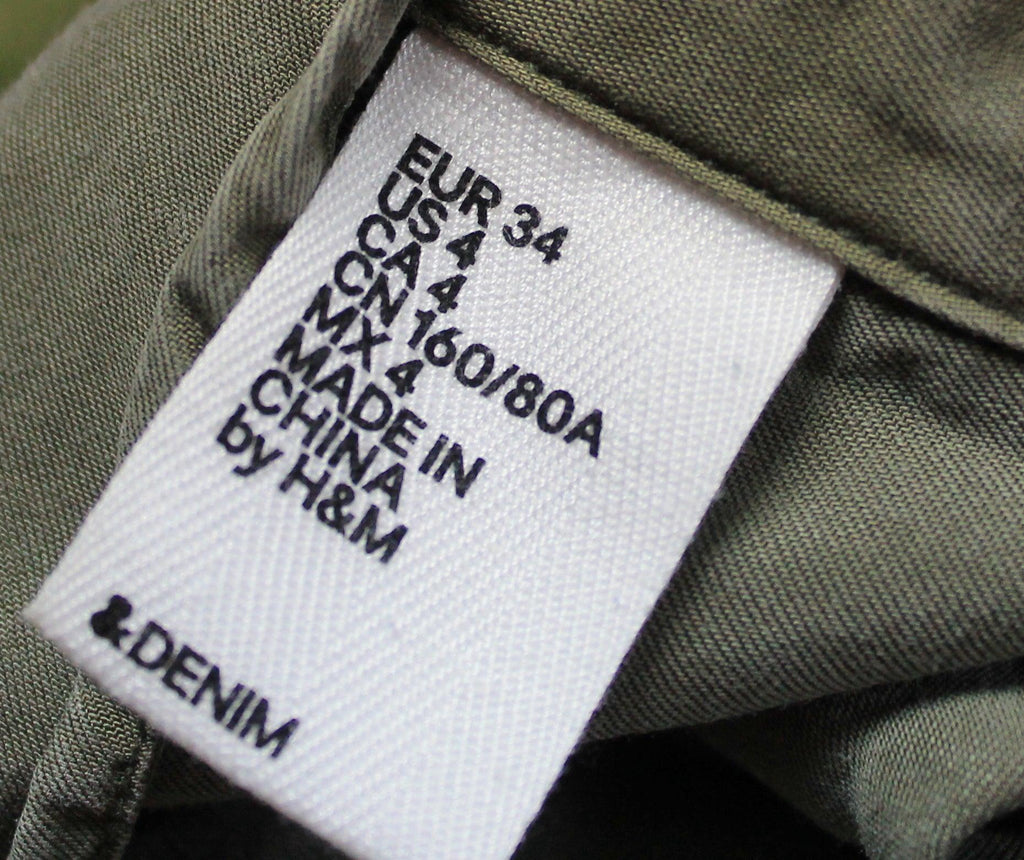 EUR 34
US 4
CA 4
CN 160/80A
MX 4
MADE IN
CHINA
by H&M
&DENIM